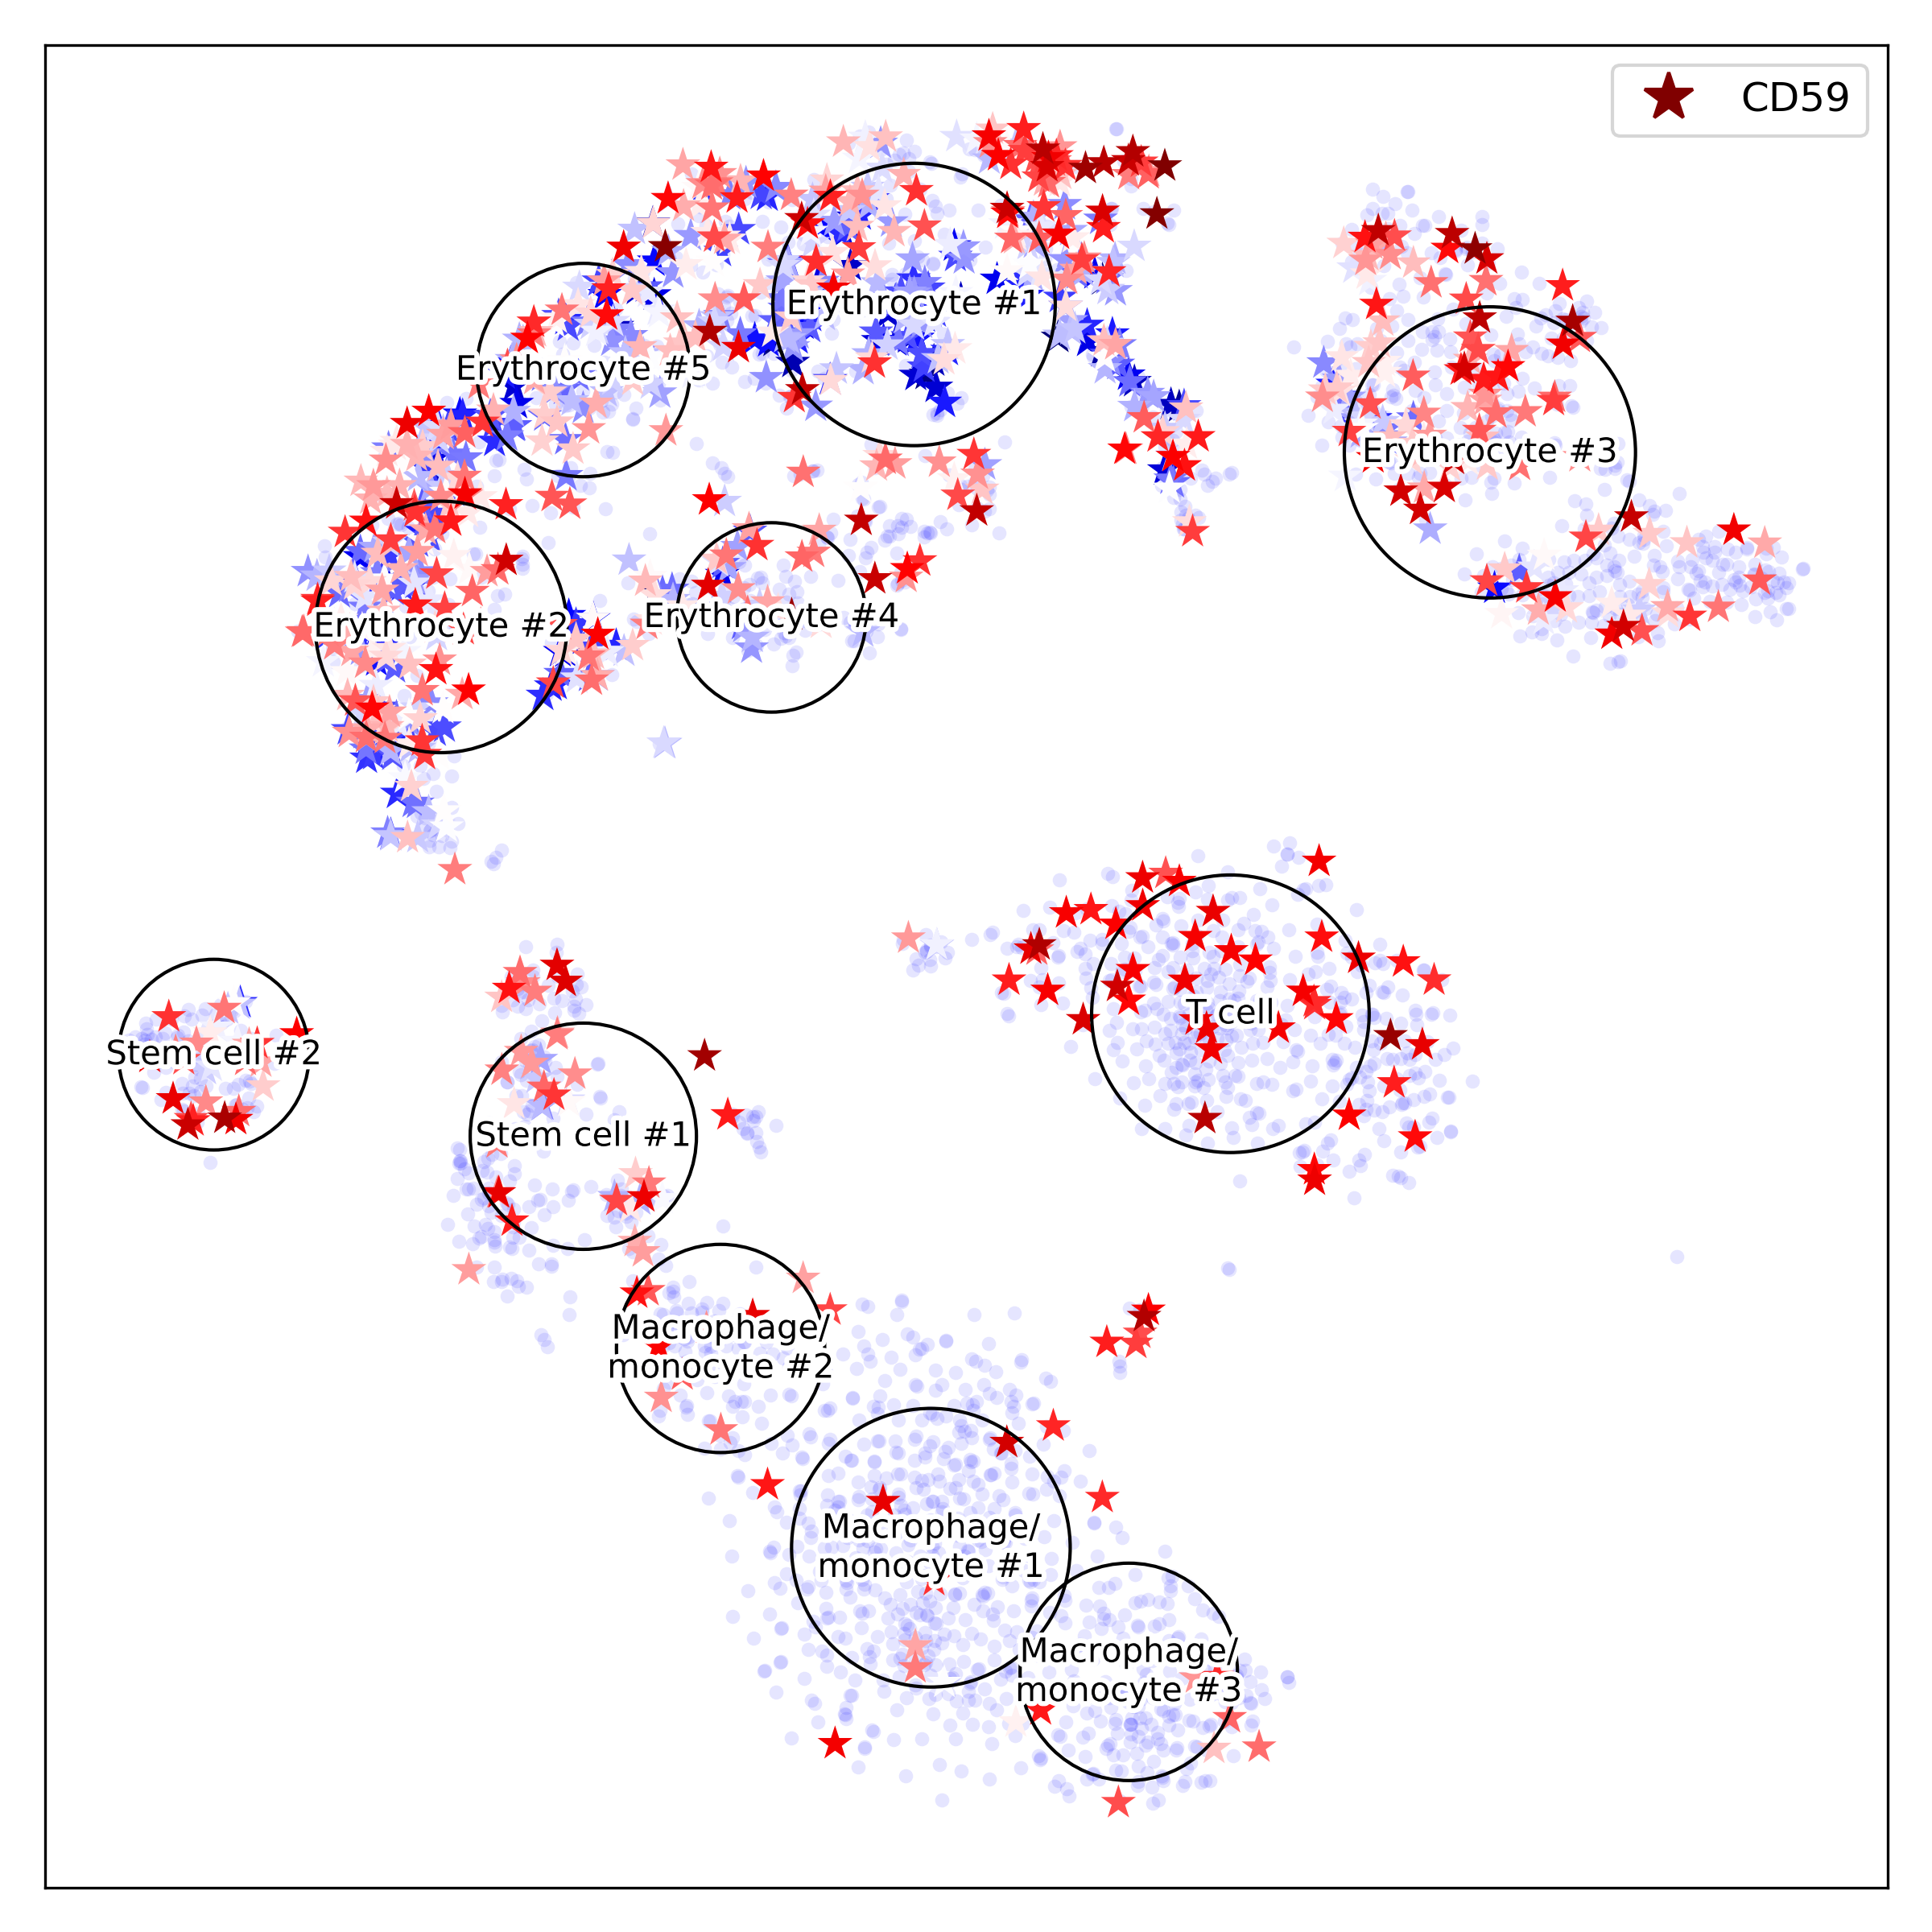 CD59
Erythrocyte #1
Erythrocyte #5
Erythrocyte #3
Erythrocyte #4
Erythrocyte #2
T cell
Stem cell #2
Stem cell #1
Macrophage/
monocyte #2
Macrophage/
monocyte #1
Macrophage/
monocyte #3